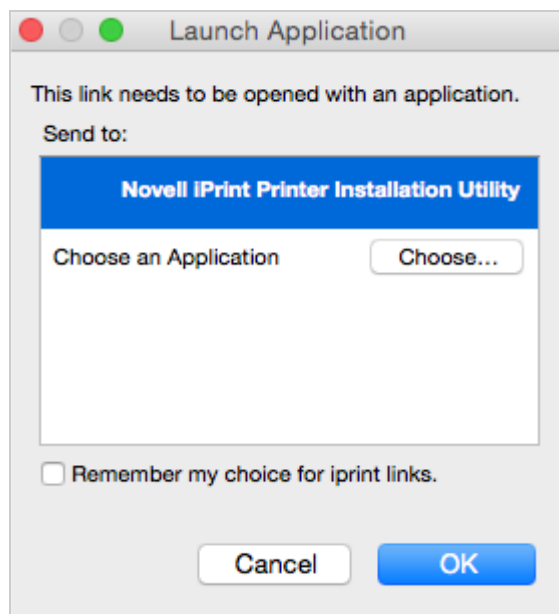 Launch Application
This link needs to be opened with an application.
Send to:
Novell iPrint Printer Installation Utility
Choose an Application Choose...
Remember my choice for iprint links.
Cancel OK